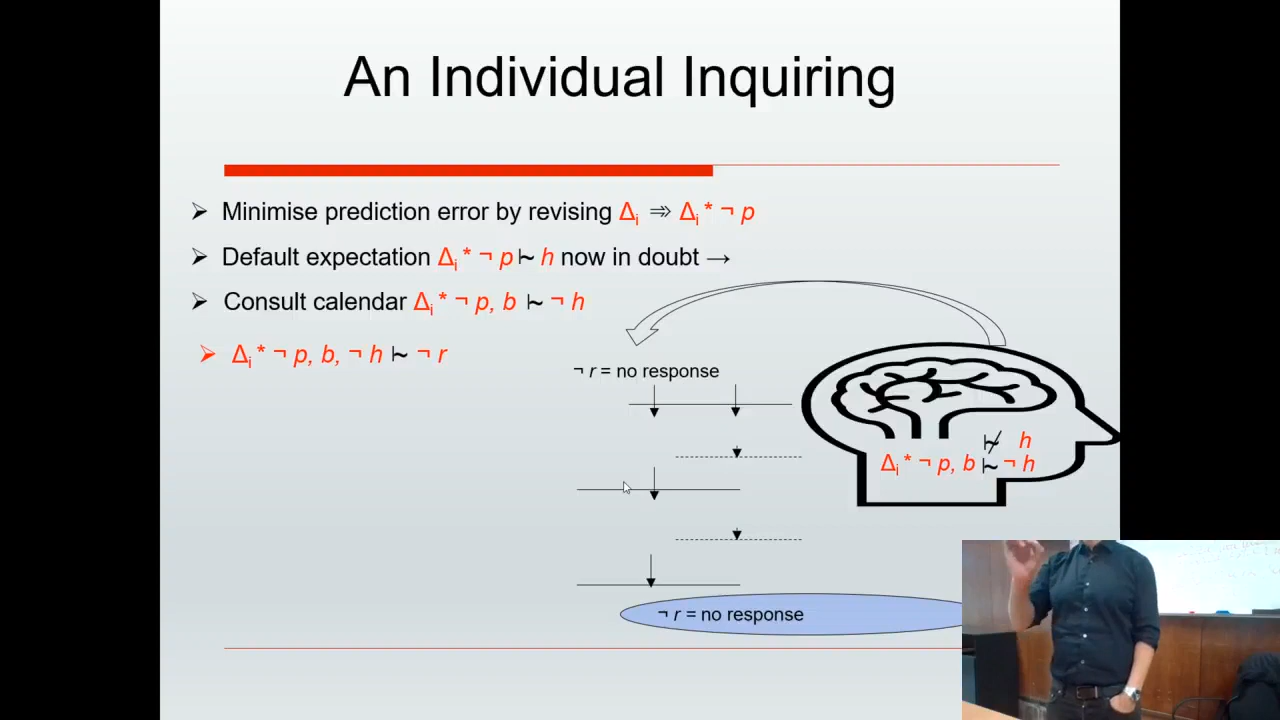 An Individual Inquiring
➢ Minimise prediction error by revising Δi ⇛ Δi * ¬ p
➢ Default expectation Δi * ¬ p |~ h now in doubt →
➢ Consult calendar Δi * ¬ p, b |~ ¬ h
➢ Δi * ¬ p, b, ¬ h |~ ¬ r
¬ r = no response
|≁ h
Δi * ¬ p, b |~ ¬ h
¬ r = no response